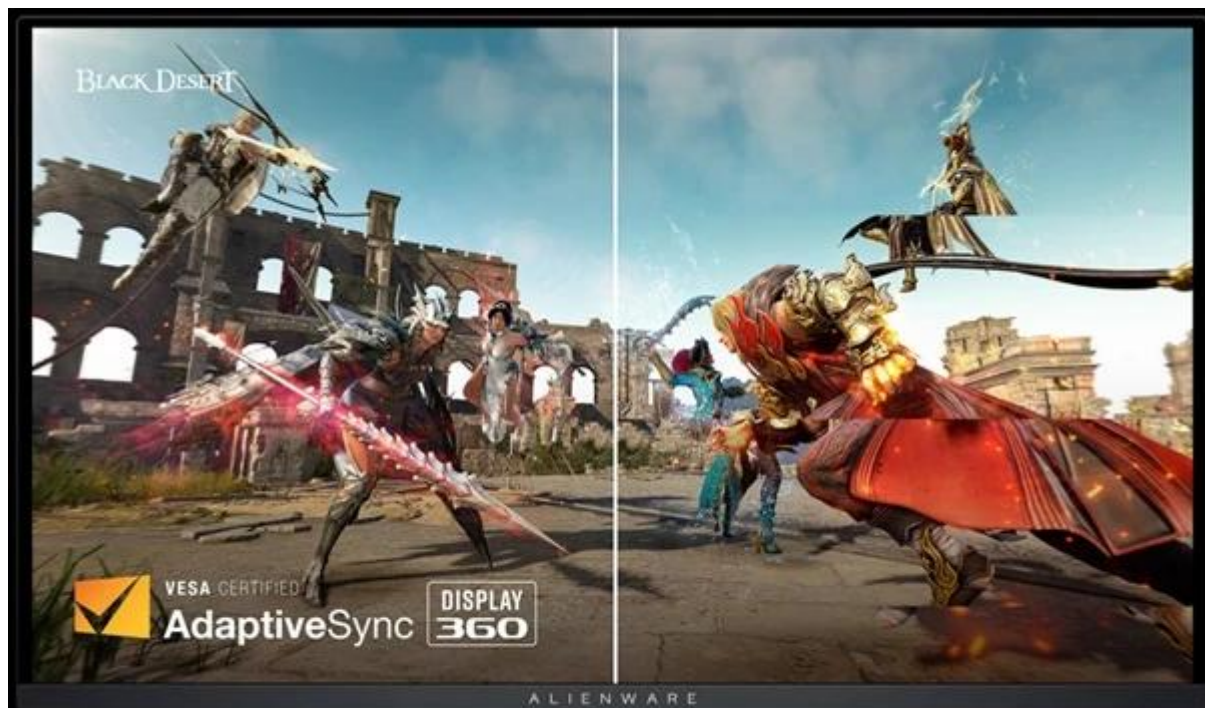 BLACK DESERT
VESA CERTIFIED
AdaptiveSync
DISPLAY
360
ALIENWARE